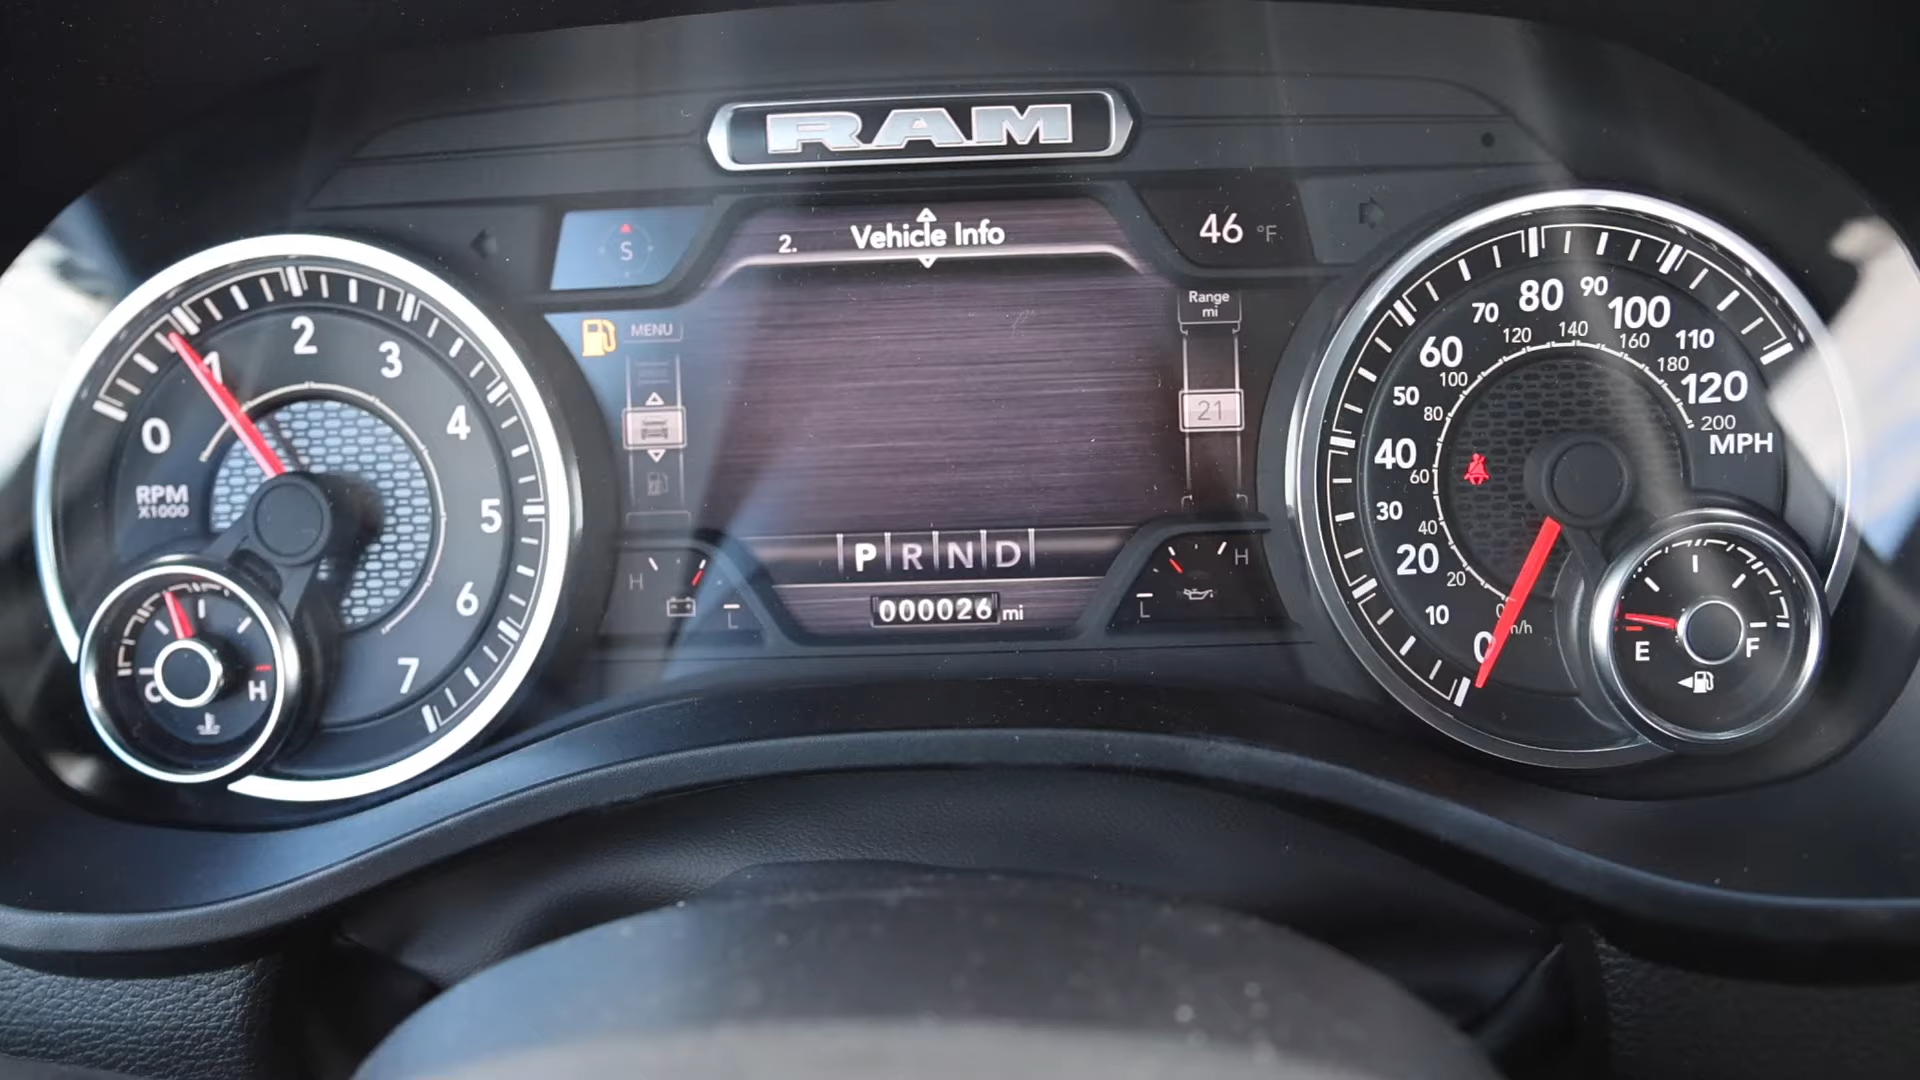 RAM
S
2. Vehicle Info
46 °F
MENU
Range
mi
21
0
1
2
3
4
5
6
7
RPM
X1000
C
H
H
L
P R N D
000026 mi
L
H
0
10
20
30
40
50
60
70
80
90
100
110
120
MPH
20
40
60
80
100
120
140
160
180
200
E
F